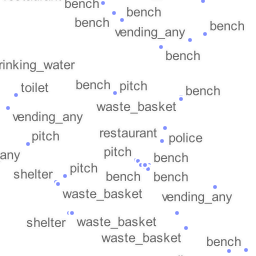 bench
bench
bench
bench
vending_any
bench
rinking_water
toilet
bench
pitch
bench
waste_basket
vending_any
restaurant
police
pitch
pitch
bench
any
pitch
shelter
bench
bench
waste_basket
vending_any
shelter
waste_basket
waste_basket
bench